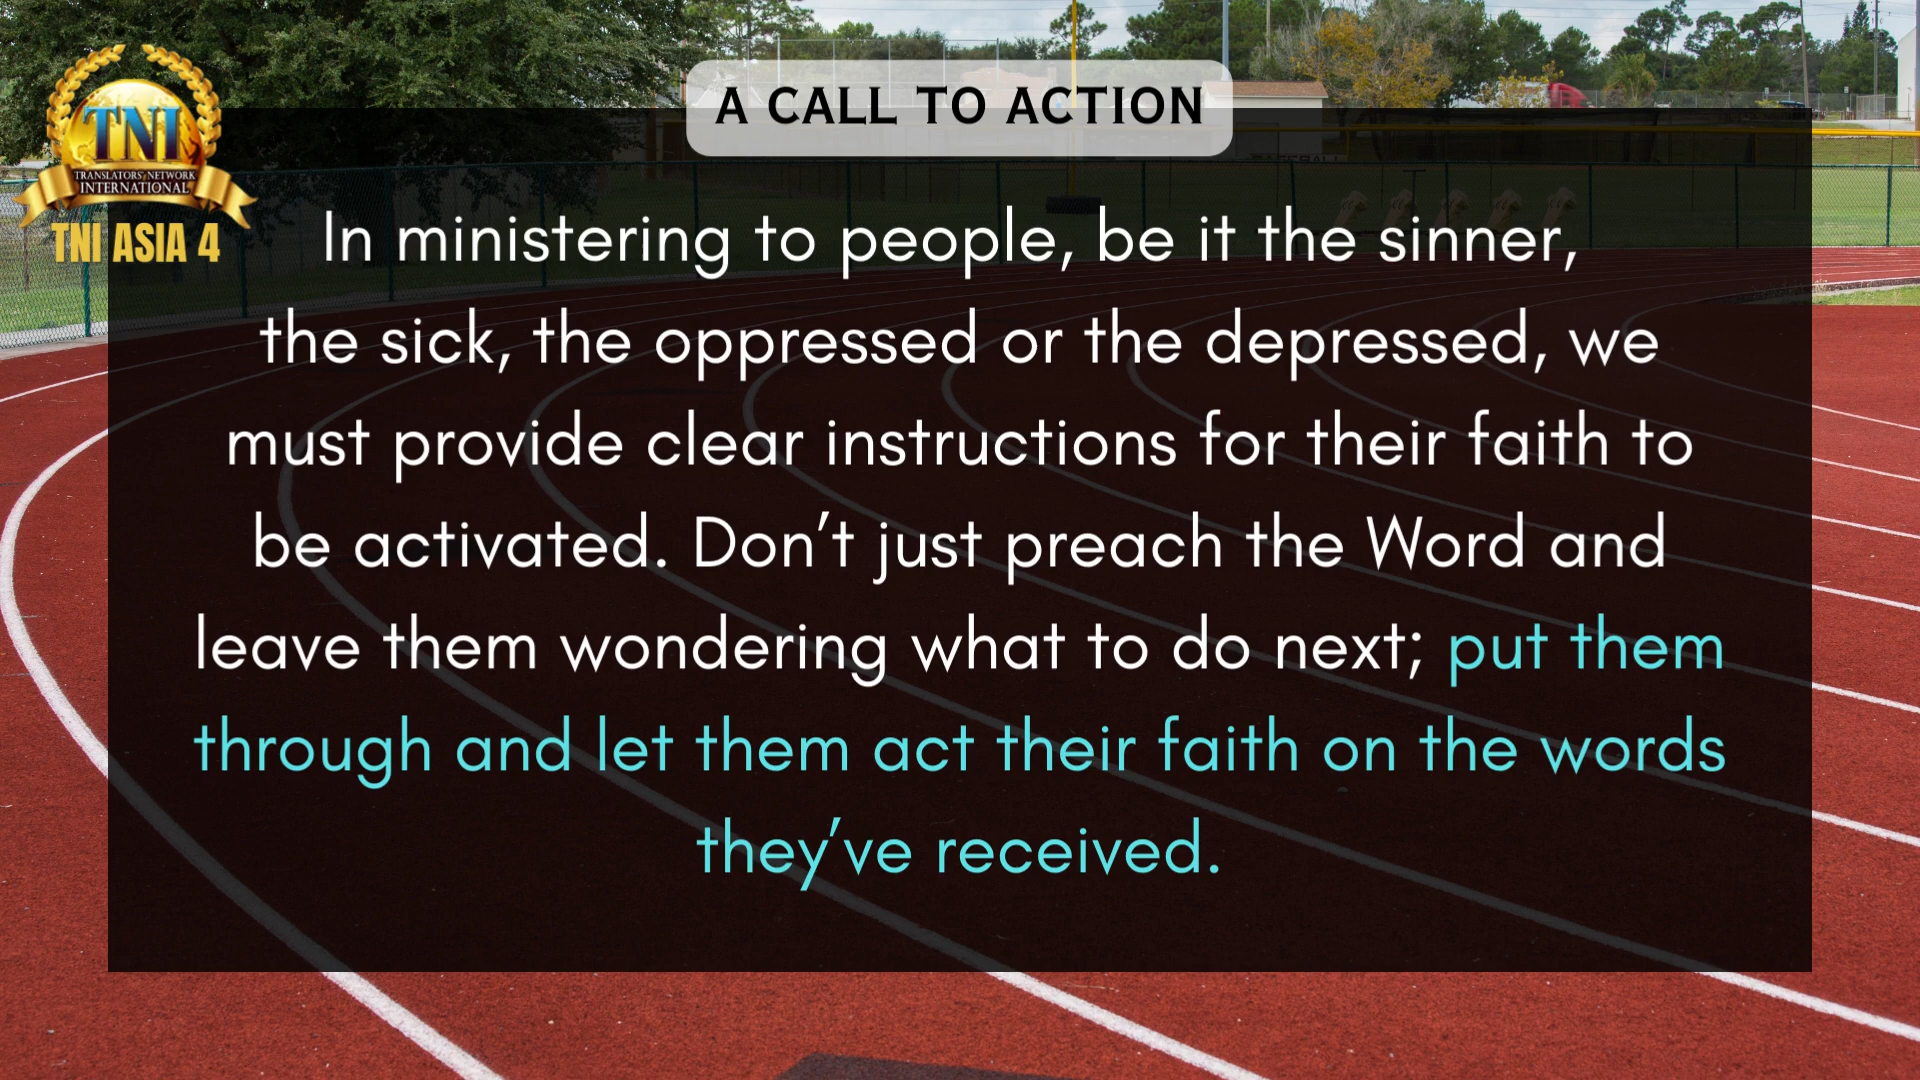 A CALL TO ACTION
TNI
TRANSLATORS' NETWORK
INTERNATIONAL
TNI ASIA 4
In ministering to people, be it the sinner,
the sick, the oppressed or the depressed, we
must provide clear instructions for their faith to
be activated. Don't just preach the Word and
leave them wondering what to do next; put them
through and let them act their faith on the words
they've received.
BASEBALL